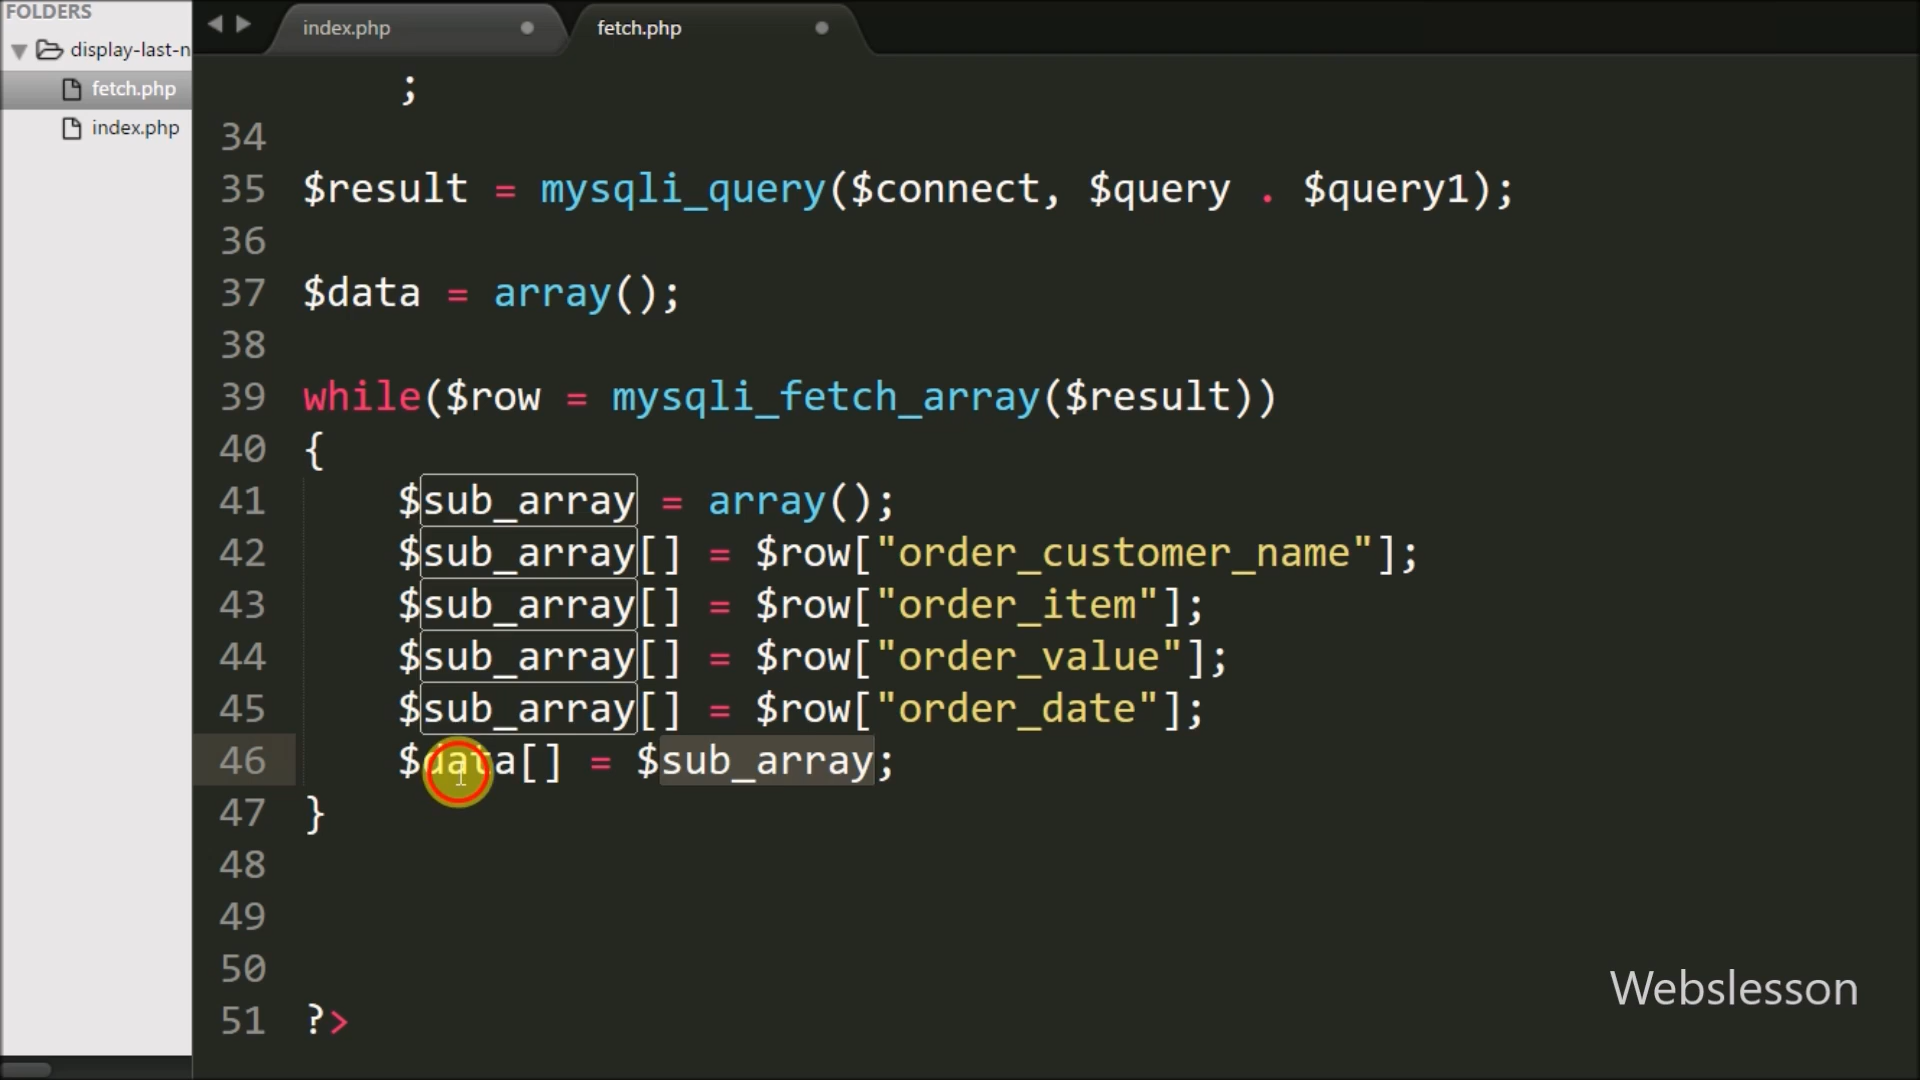 FOLDERS
display-last-n
fetch.php
index.php
index.php
fetch.php
;
34
35 $result = mysqli_query($connect, $query . $query1);
36
37 $data = array();
38
39 while($row = mysqli_fetch_array($result))
40 {
41 $sub_array = array();
42 $sub_array[] = $row["order_customer_name"];
43 $sub_array[] = $row["order_item"];
44 $sub_array[] = $row["order_value"];
45 $sub_array[] = $row["order_date"];
46 $data[] = $sub_array;
47 }
48
49
50
51 ?>
Webslesson